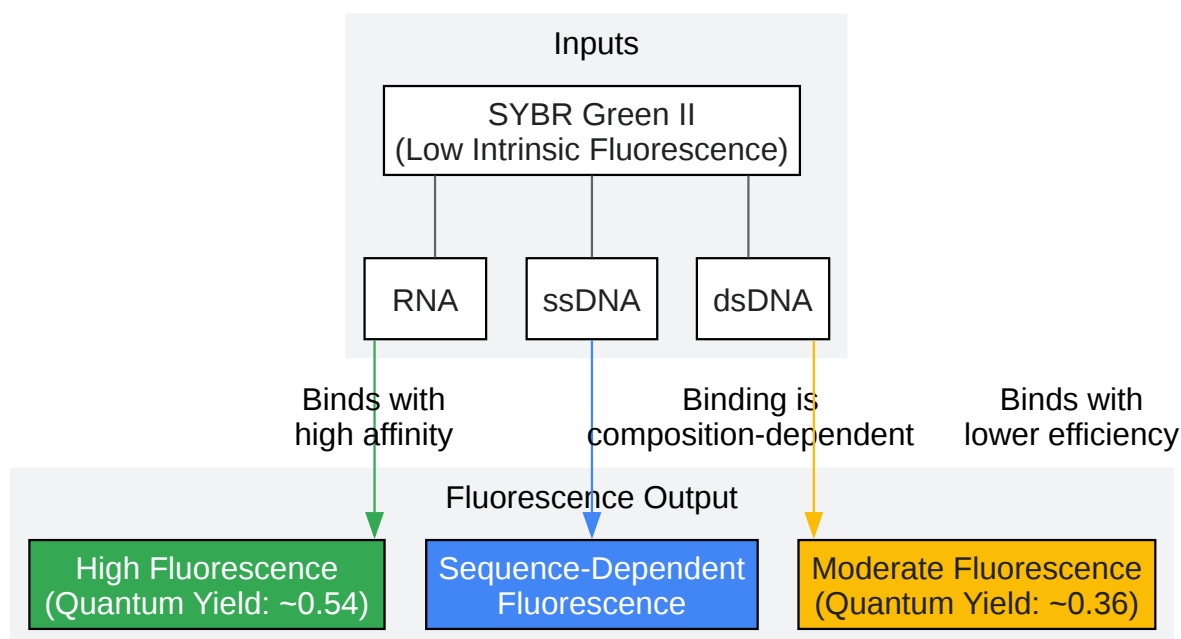 Inputs
SYBR Green II
(Low Intrinsic Fluorescence)
RNA
ssDNA
dsDNA
Binds with
high affinity
Binding is
composition-dependent
Binds with
lower efficiency
Fluorescence Output
High Fluorescence
(Quantum Yield: ~0.54)
Sequence-Dependent
Fluorescence
Moderate Fluorescence
(Quantum Yield: ~0.36)